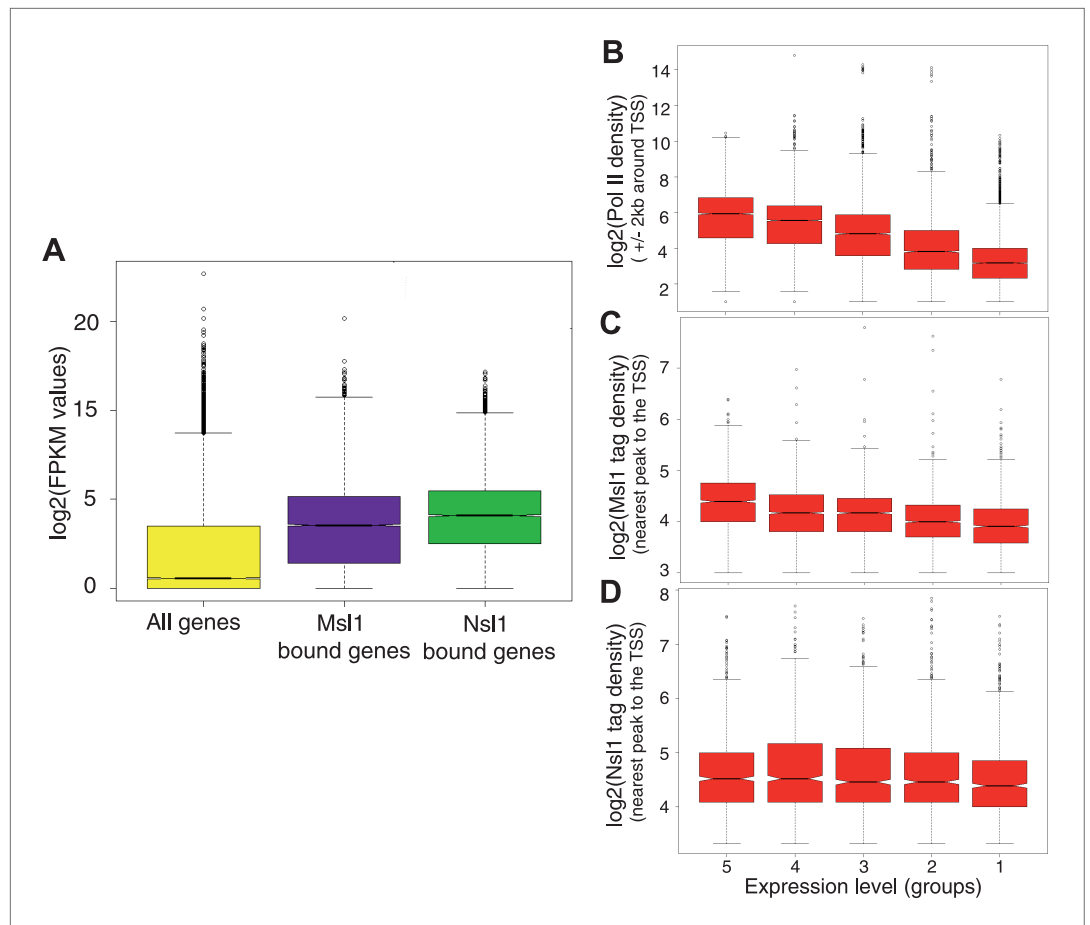 A
log2(FPKM values)
20
15
5
0
All genes
Msl1
bound genes
Nsl1
bound genes
B
log2(Pol II density)
( +/- 2kb around TSS)
14
12
10
8
6
4
2
C
log2(Msl1 tag density)
(nearest peak to the TSS)
7
6
5
4
3
D
log2(Nsl1 tag density)
(nearest peak to the TSS)
8
7
6
5
4
5 4 3 2 1
Expression level (groups)